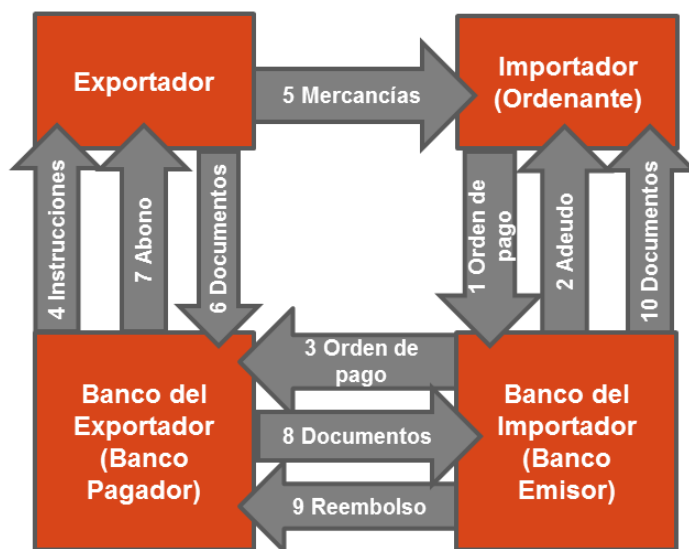 Exportador
5 Mercancías
Importador
(Ordenante)
4 Instrucciones
7 Abono
6 Documentos
1 Orden de
pago
2 Adeudo
10 Documentos
3 Orden de
pago
Banco del
Exportador
(Banco
Pagador)
8 Documentos
9 Reembolso
Banco del
Importador
(Banco
Emisor)